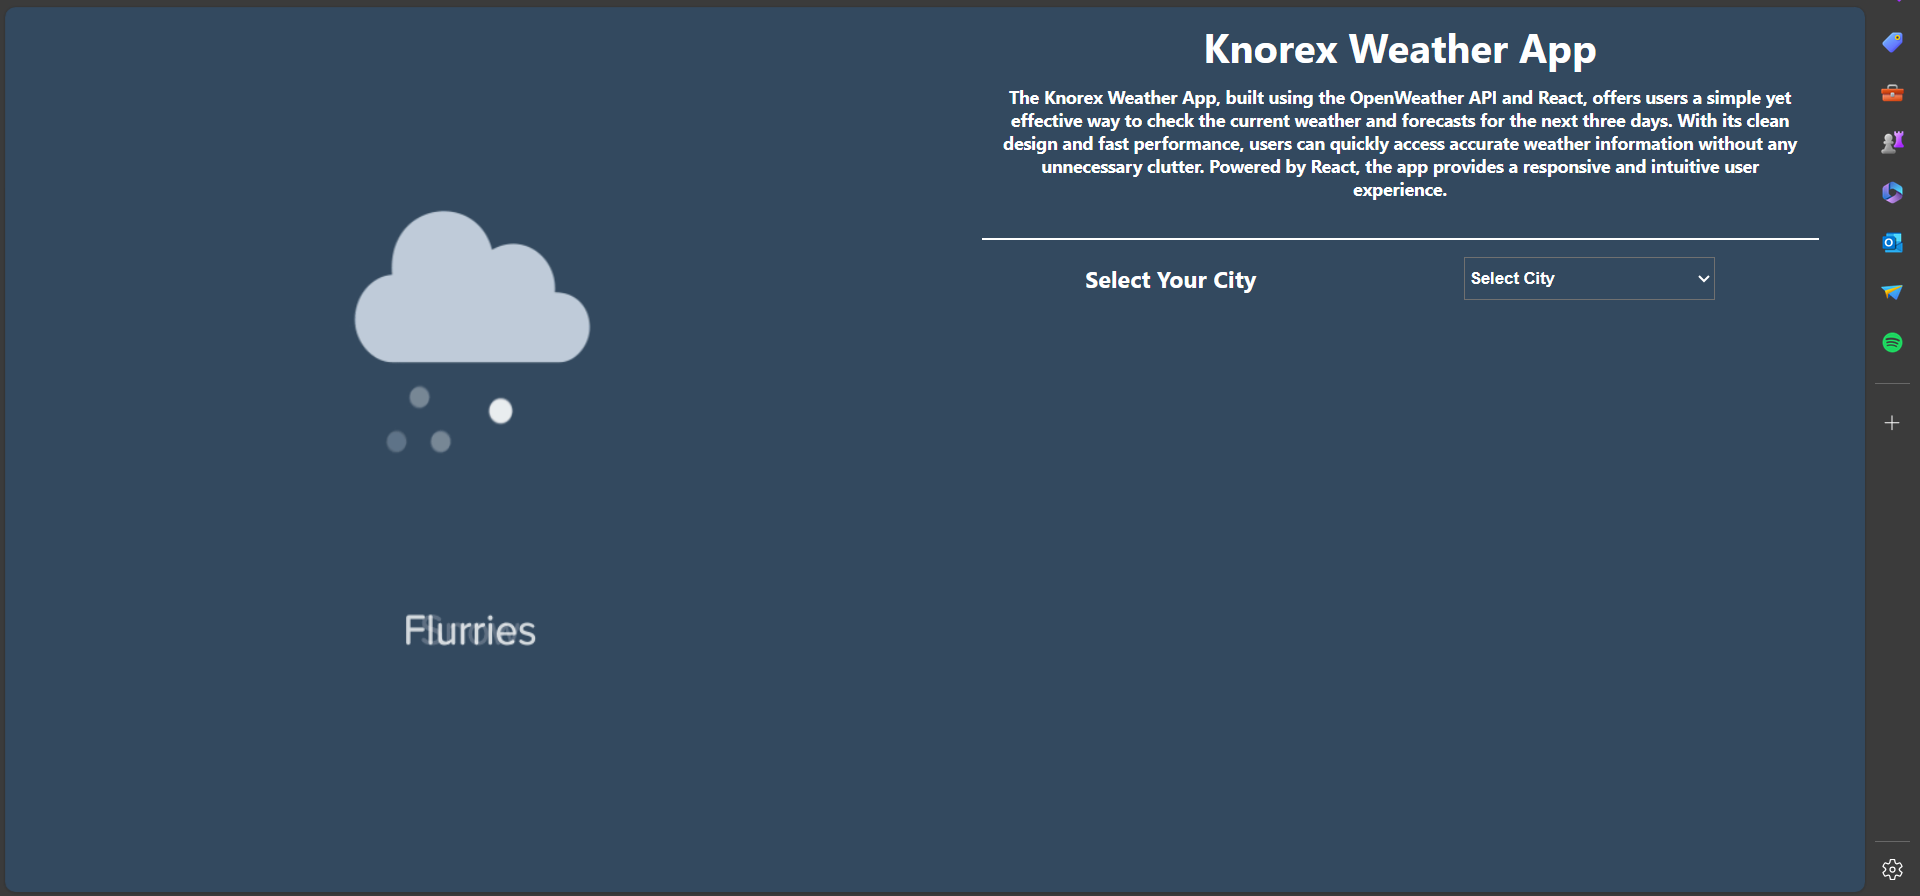 Knorex Weather App
The Knorex Weather App, built using the OpenWeather API and React, offers users a simple yet
effective way to check the current weather and forecasts for the next three days. With its clean
design and fast performance, users can quickly access accurate weather information without any
unnecessary clutter. Powered by React, the app provides a responsive and intuitive user
experience.
Select Your City
Select City
Flurries